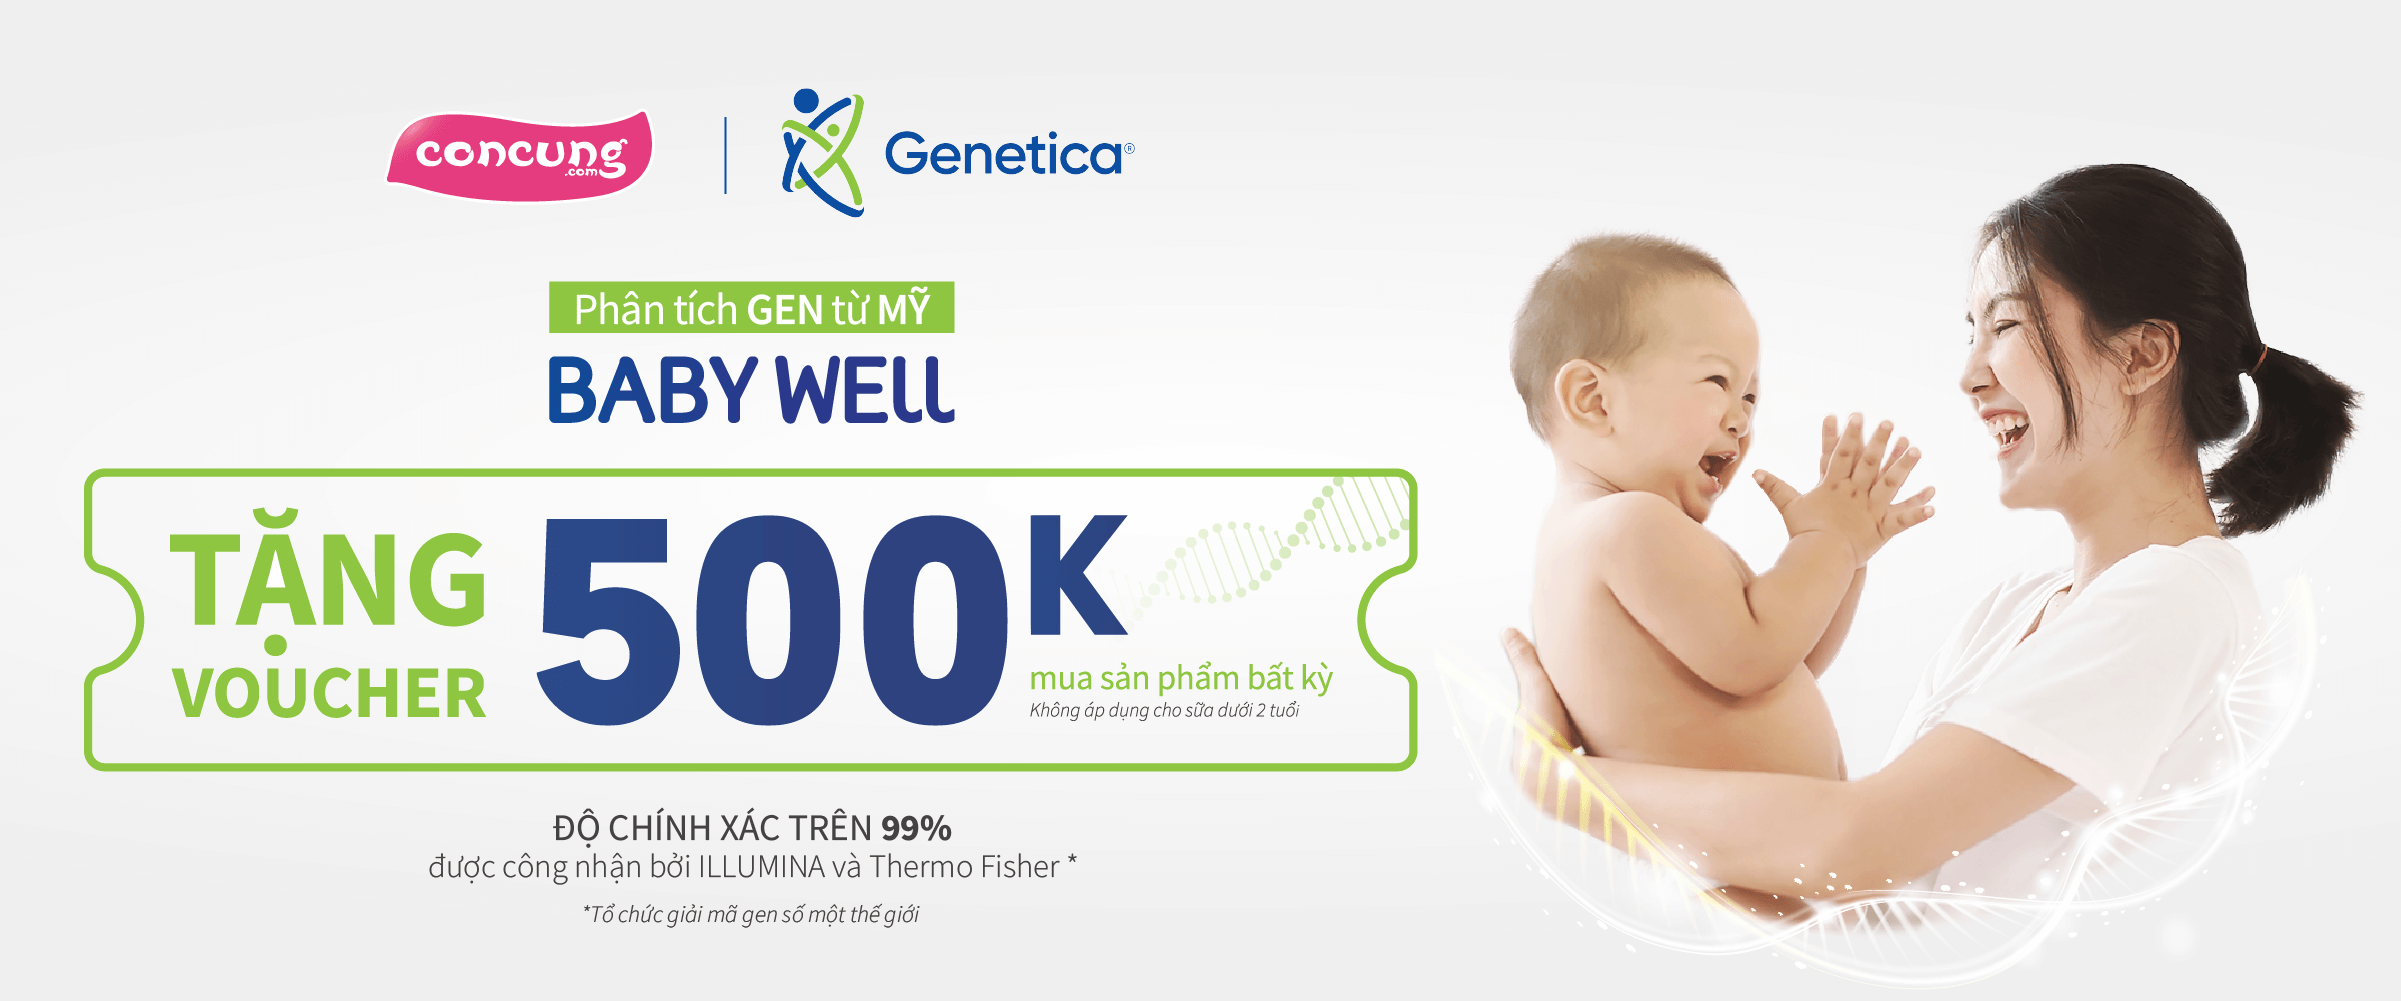 concung
.com
Genetica®
Phân tích GEN từ MỸ
BABY WELL
TẶNG
VOUCHER
500K
mua sản phẩm bất kỳ
Không áp dụng cho sữa dưới 2 tuổi
ĐỘ CHÍNH XÁC TRÊN 99%
được công nhận bởi ILLUMINA và Thermo Fisher *
*Tổ chức giải mã gen số một thế giới